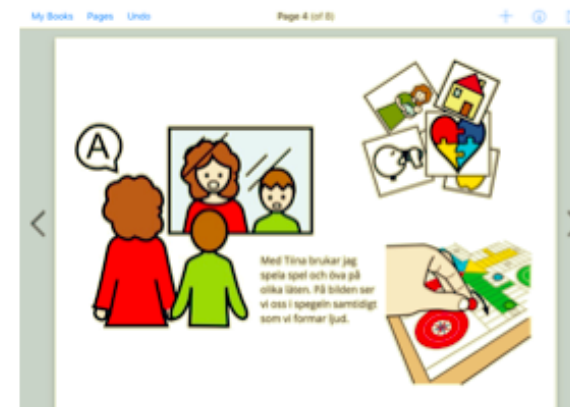 My Books Pages Undo
Page 4 (of 8)
A
Med Tiina brukar jag
spela spel och öva på
olika läten. På bilden ser
vi oss i spegeln samtidigt
som vi formar ljud.